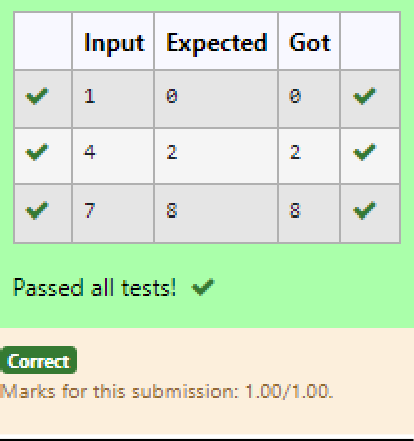 Input Expected Got
1 0 0
4 2 2
7 8 8
Passed all tests!
Correct
Marks for this submission: 1.00/1.00.